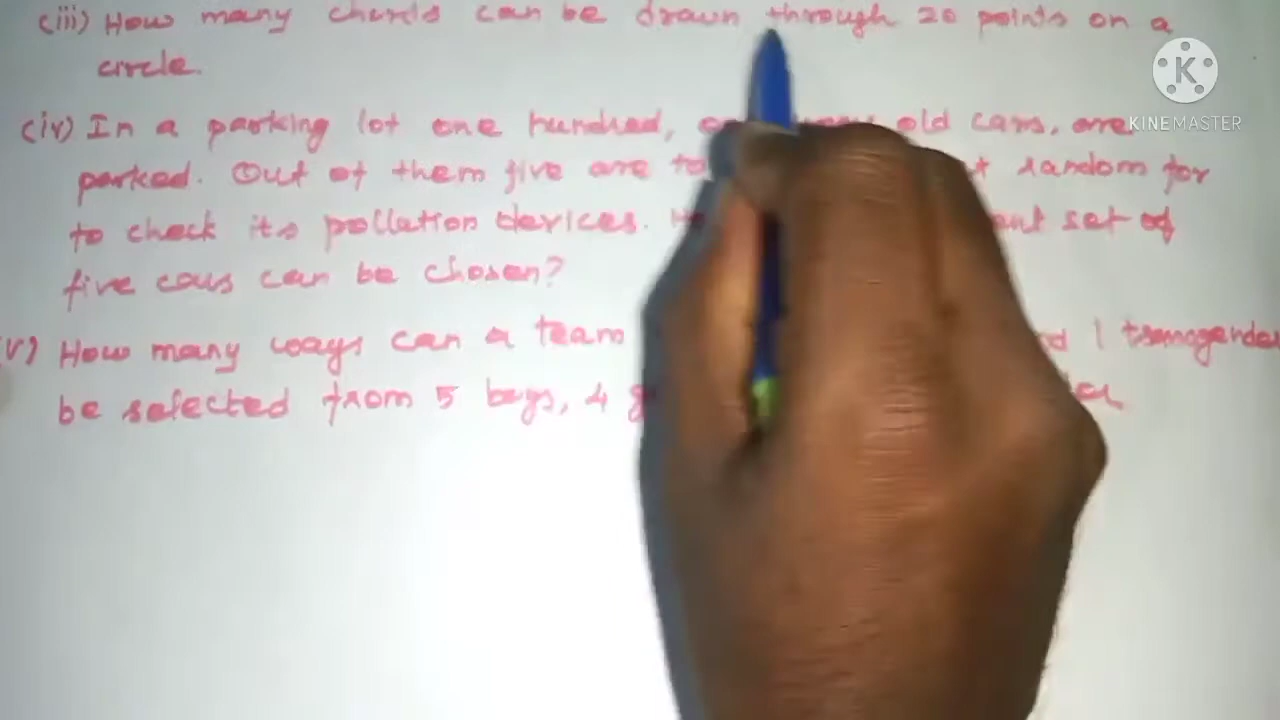 (iii) How many chords can be drawn through 20 points on a
circle.
KINEMASTER
(iv) In a parking lot one hundred, old cars, are
parked. Out of them five are to random for
to check its pollation devices. set of
five cars can be chosen?
(v) How many ways can a team 1 transgender
be selected from 5 boys, 4